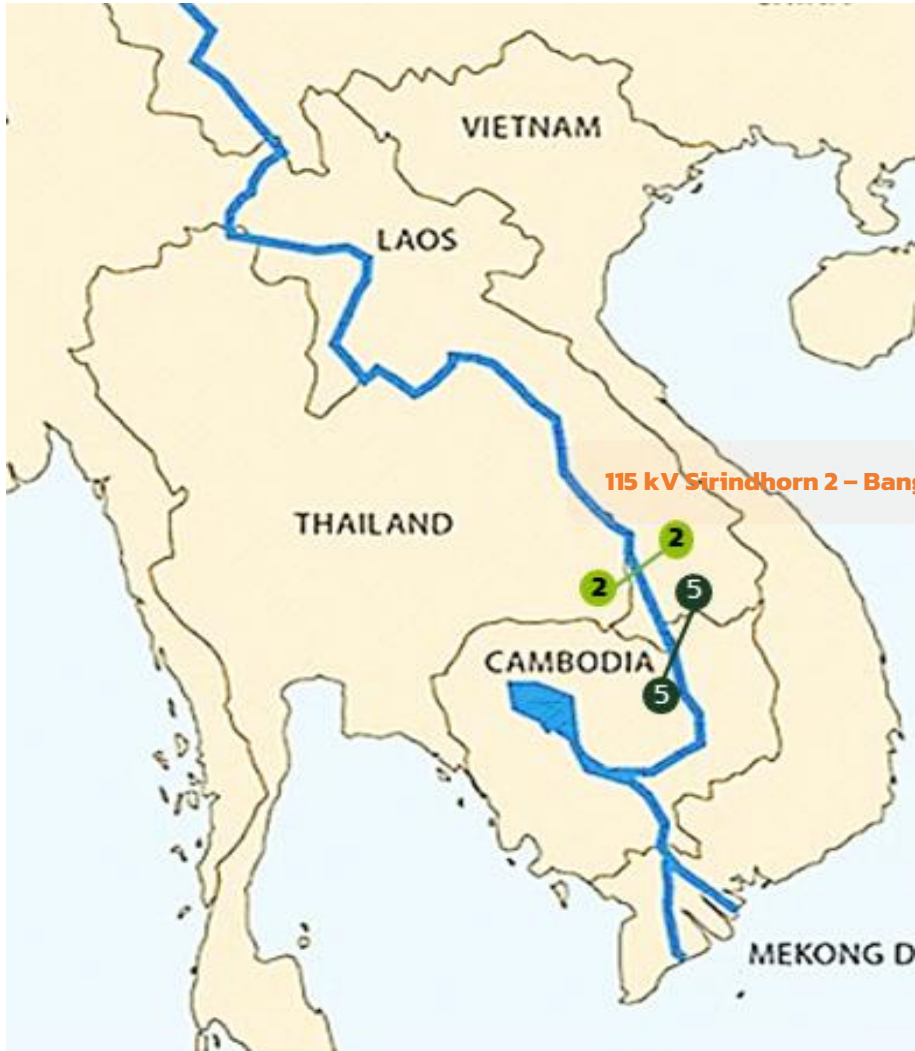 VIETNAM
LAOS
115 kV Sirindhorn 2 – Bang
THAILAND
2
2
5
CAMBODIA
5
MEKONG D